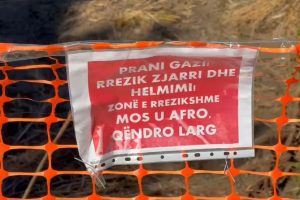 PRANI GAZI!
RREZIK ZJARRI DHE
HELMIMI!
ZONË E RREZIKSHME
MOS U AFRO,
QËNDRO LARG